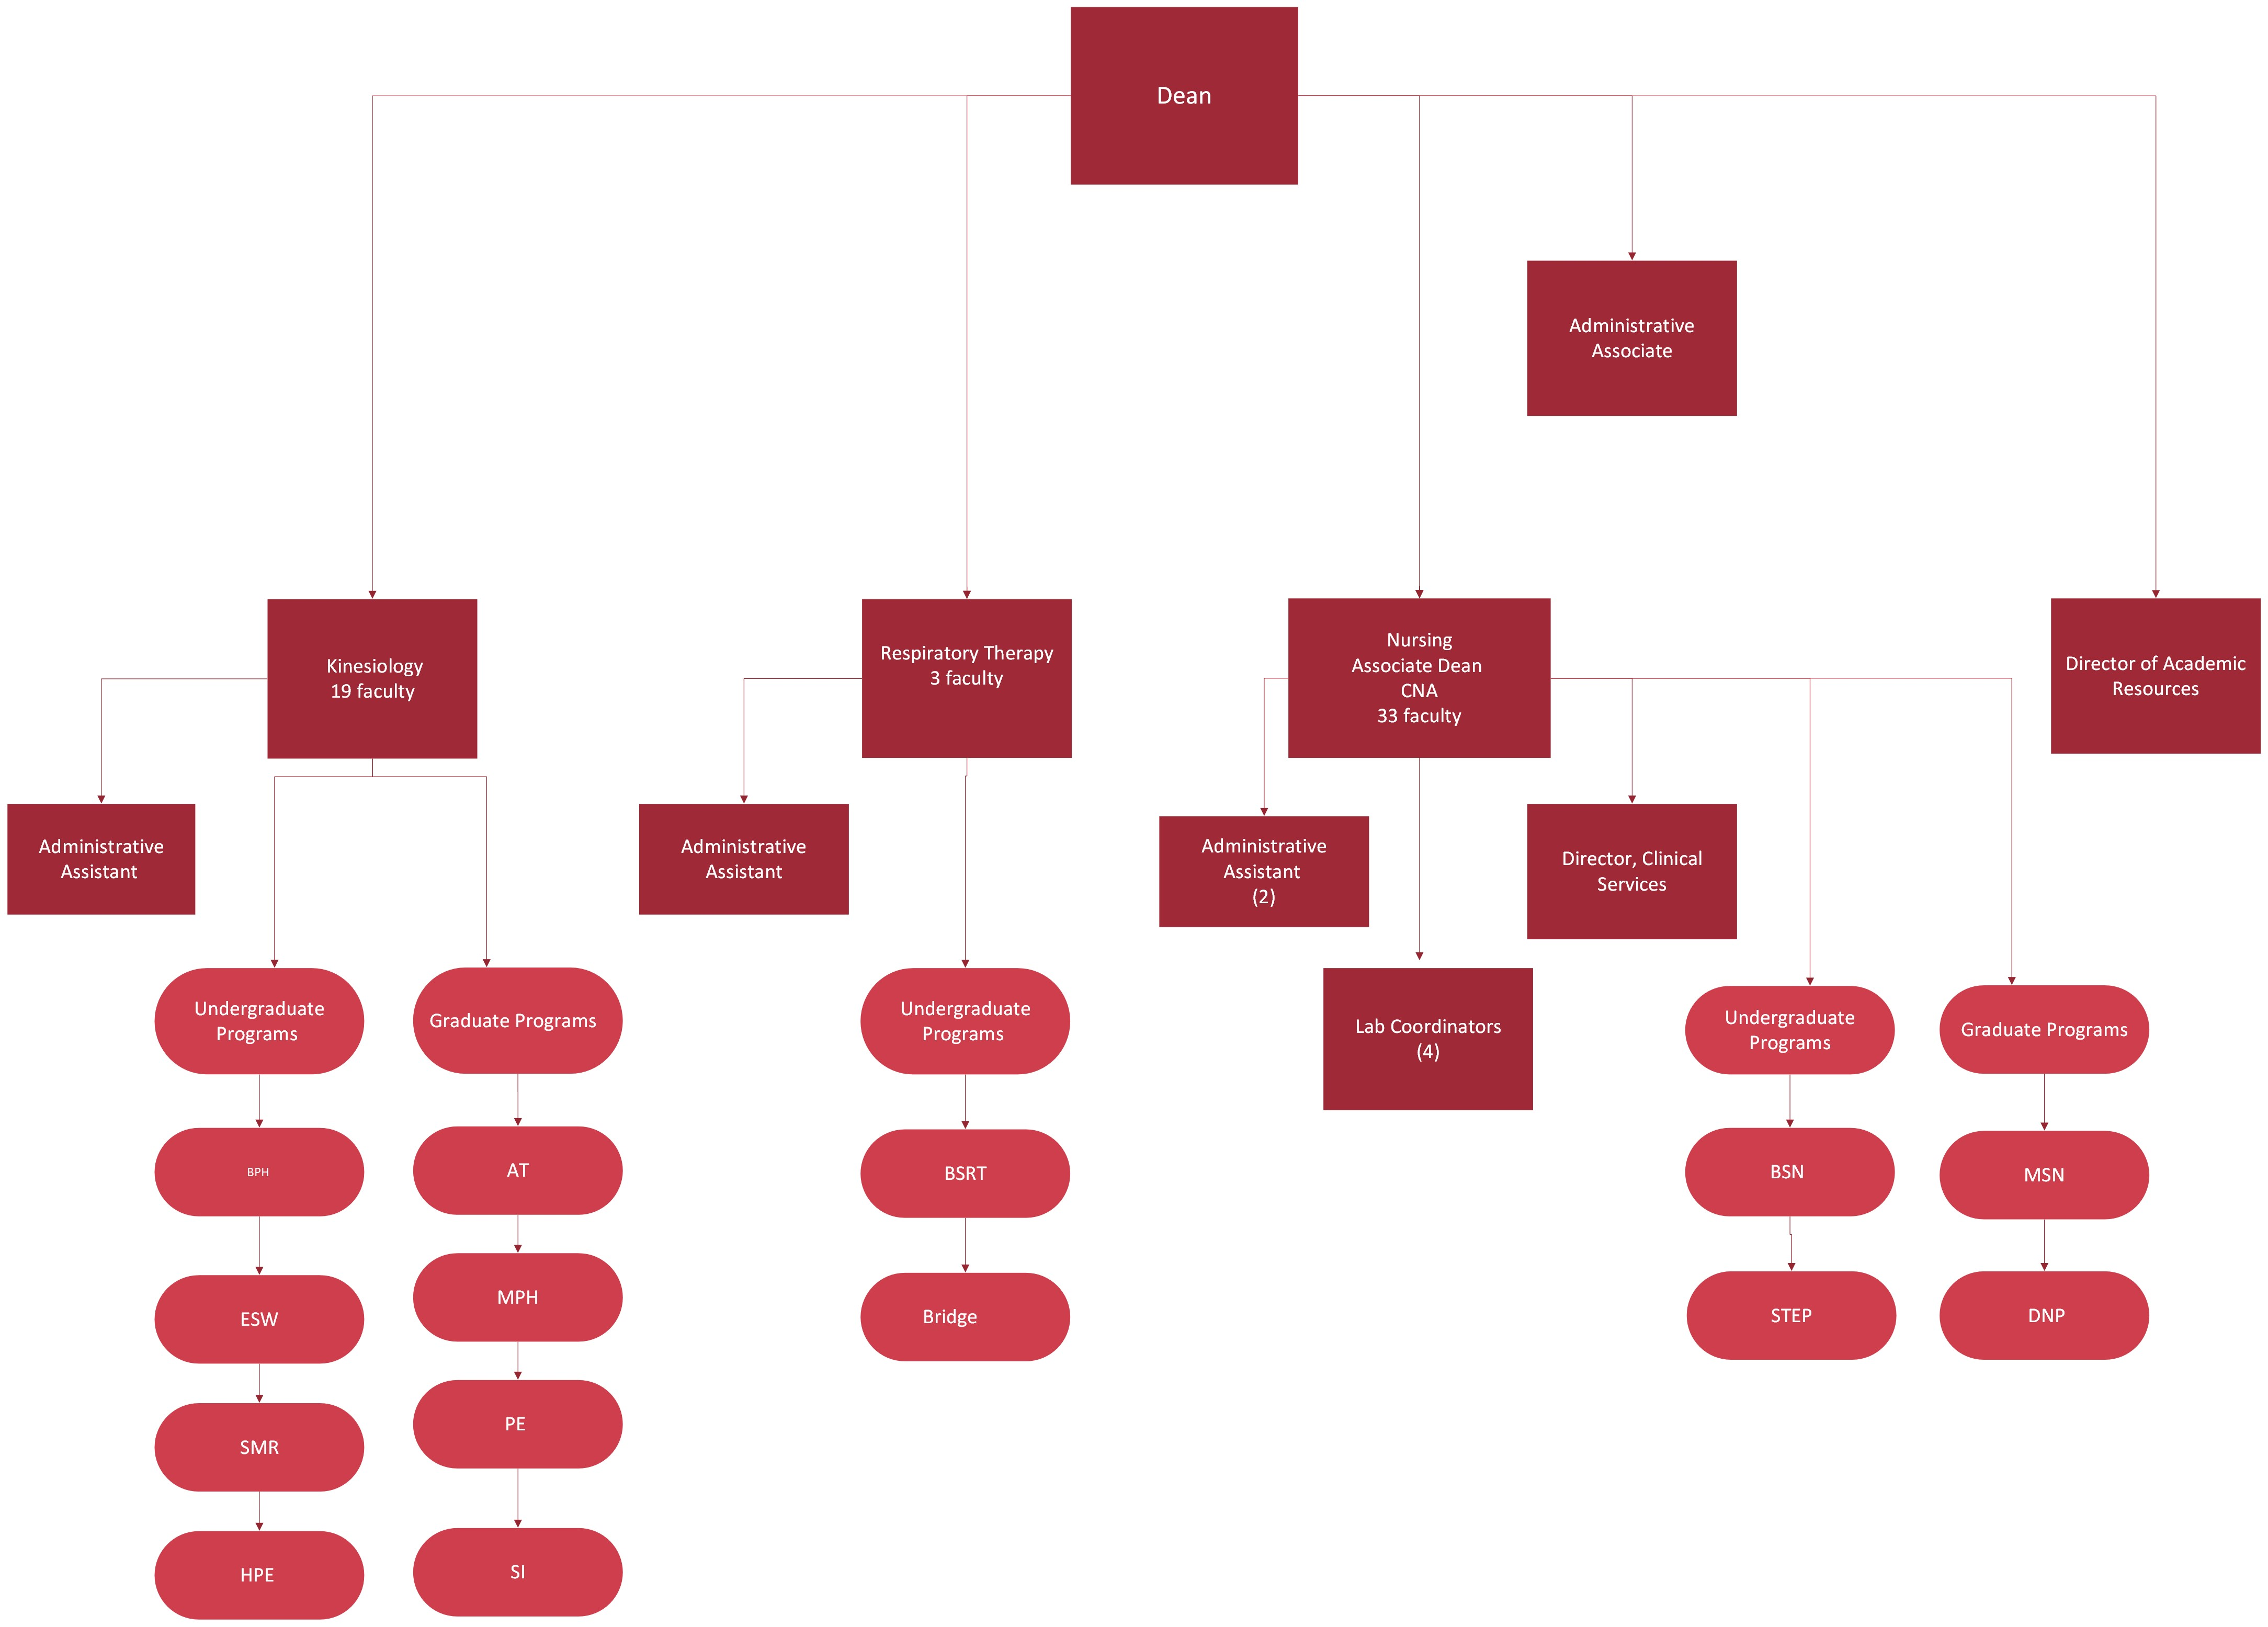 Dean
Administrative
Associate
Kinesiology
19 faculty
Respiratory Therapy
3 faculty
Nursing
Associate Dean
CNA
33 faculty
Director of Academic
Resources
Administrative
Assistant
Administrative
Assistant
Administrative
Assistant
(2)
Director, Clinical
Services
Undergraduate
Programs
Graduate Programs
Undergraduate
Programs
Lab Coordinators
(4)
Undergraduate
Programs
Graduate Programs
BPH
AT
BSRT
BSN
MSN
ESW
MPH
Bridge
STEP
DNP
SMR
PE
HPE
SI